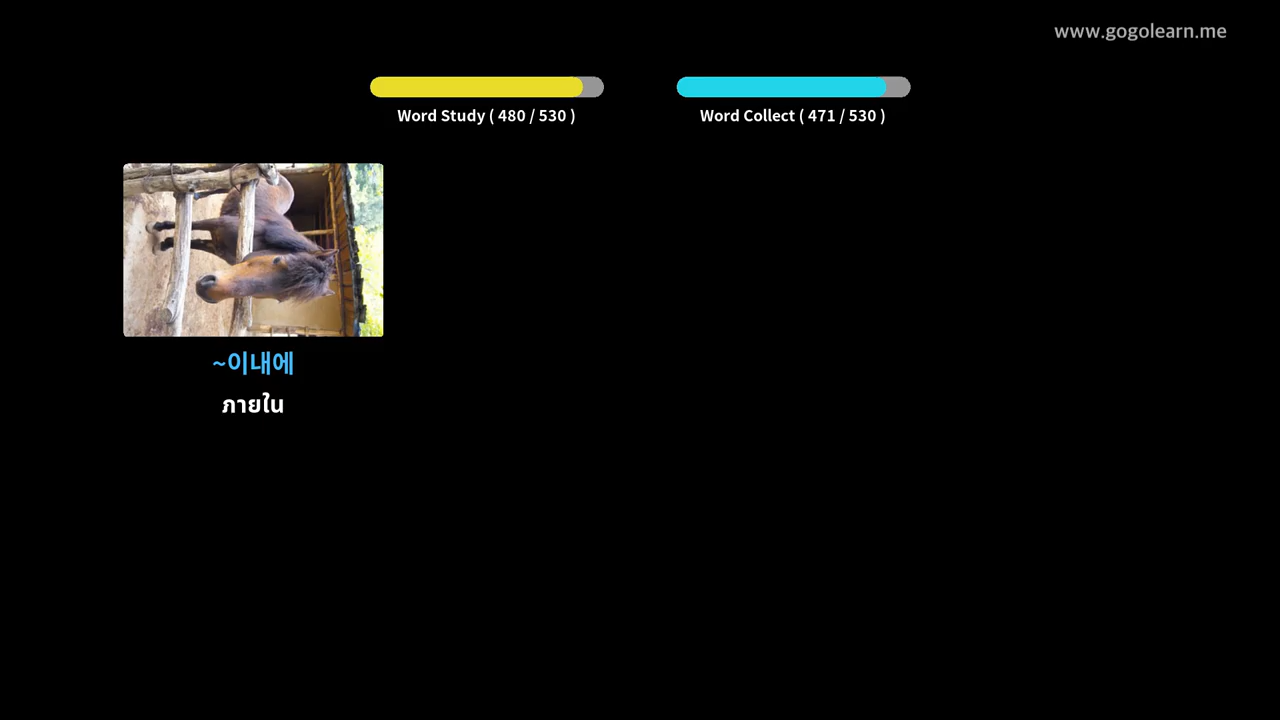 www.gogolearn.me
Word Study ( 480 / 530 )
Word Collect ( 471 / 530 )
~이내에
ภายใน